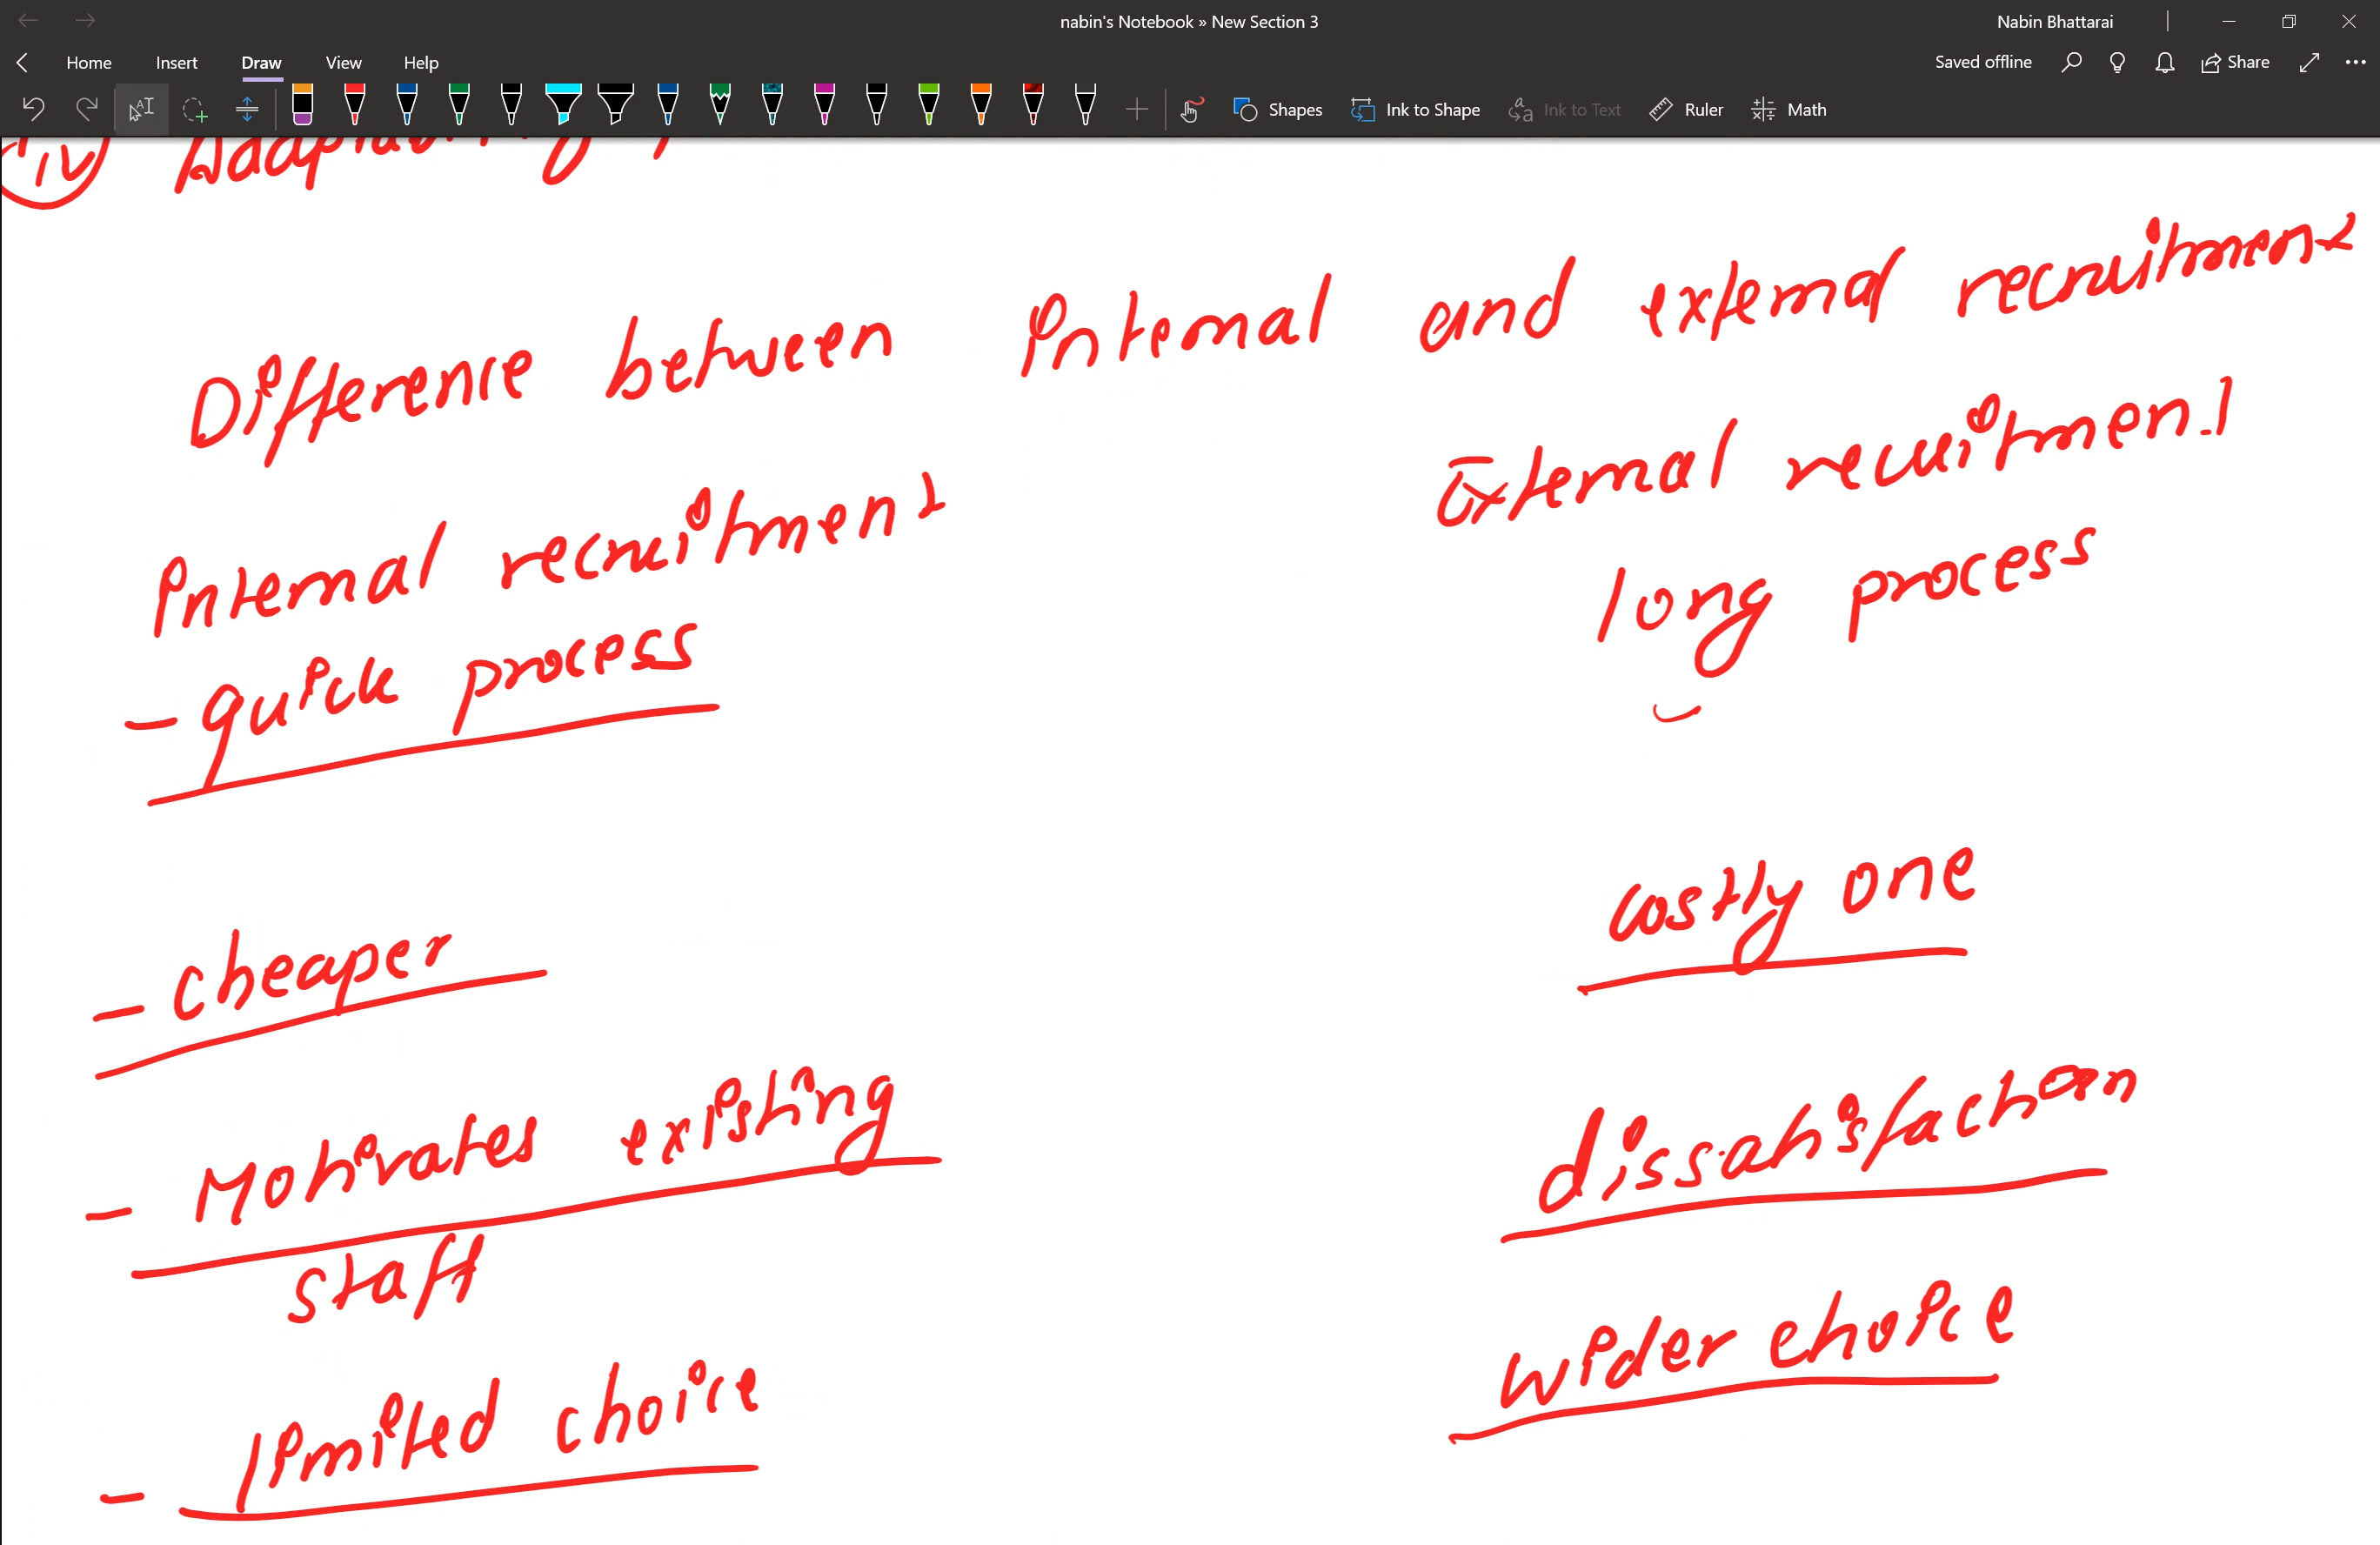 nabin's Notebook » New Section 3
Nabin Bhattarai
Home Insert Draw View Help
Saved offline
Share
Shapes Ink to Shape Ink to Text Ruler Math
iv
Difference between Internal and external recruitment
Internal recruitment External recruitment
- quick process long process
- cheaper costly one
- Motivates existing dissatisfaction
staff
- limited choice wider choice